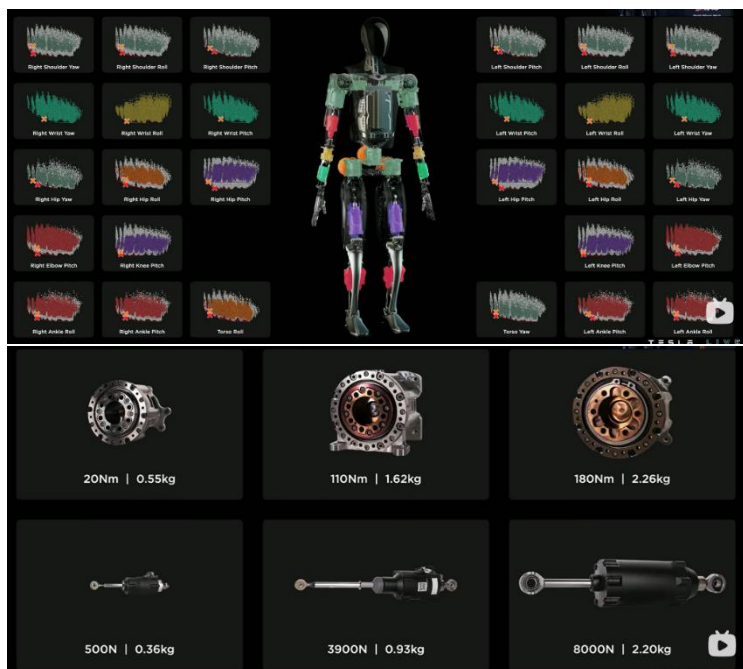 Right Shoulder Yaw
Right Shoulder Roll
Right Shoulder Pitch
Left Shoulder Pitch
Left Shoulder Roll
Left Shoulder Yaw
Right Wrist Yaw
Right Wrist Roll
Right Wrist Pitch
Left Wrist Pitch
Left Wrist Roll
Left Wrist Yaw
Right Hip Yaw
Right Hip Roll
Right Hip Pitch
Left Hip Pitch
Left Hip Roll
Left Hip Yaw
Right Elbow Pitch
Right Knee Pitch
Left Knee Pitch
Left Elbow Pitch
Right Ankle Roll
Right Ankle Pitch
Torso Roll
Torso Yaw
Left Ankle Pitch
Left Ankle Roll
TESLA LIVE
20Nm | 0.55kg
110Nm | 1.62kg
180Nm | 2.26kg
500N | 0.36kg
3900N | 0.93kg
8000N | 2.20kg